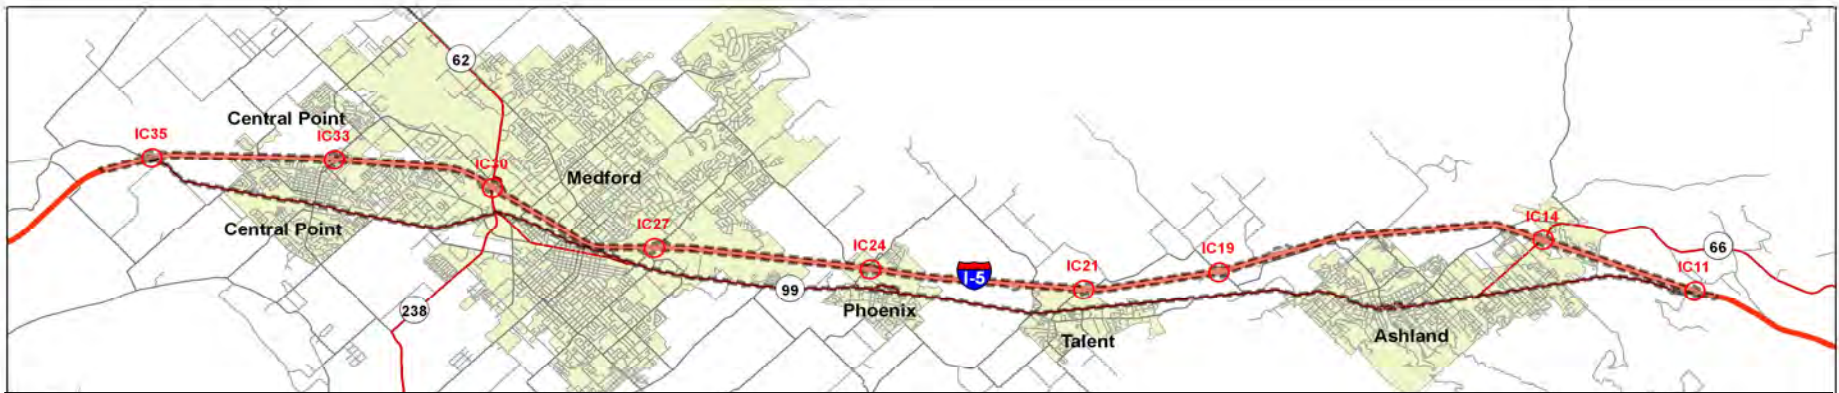 62
Central Point
IC33
IC35
IC30
Medford
Central Point
IC27
IC24
I-5
IC21
IC19
IC14
66
IC11
99
Phoenix
238
Talent
Ashland